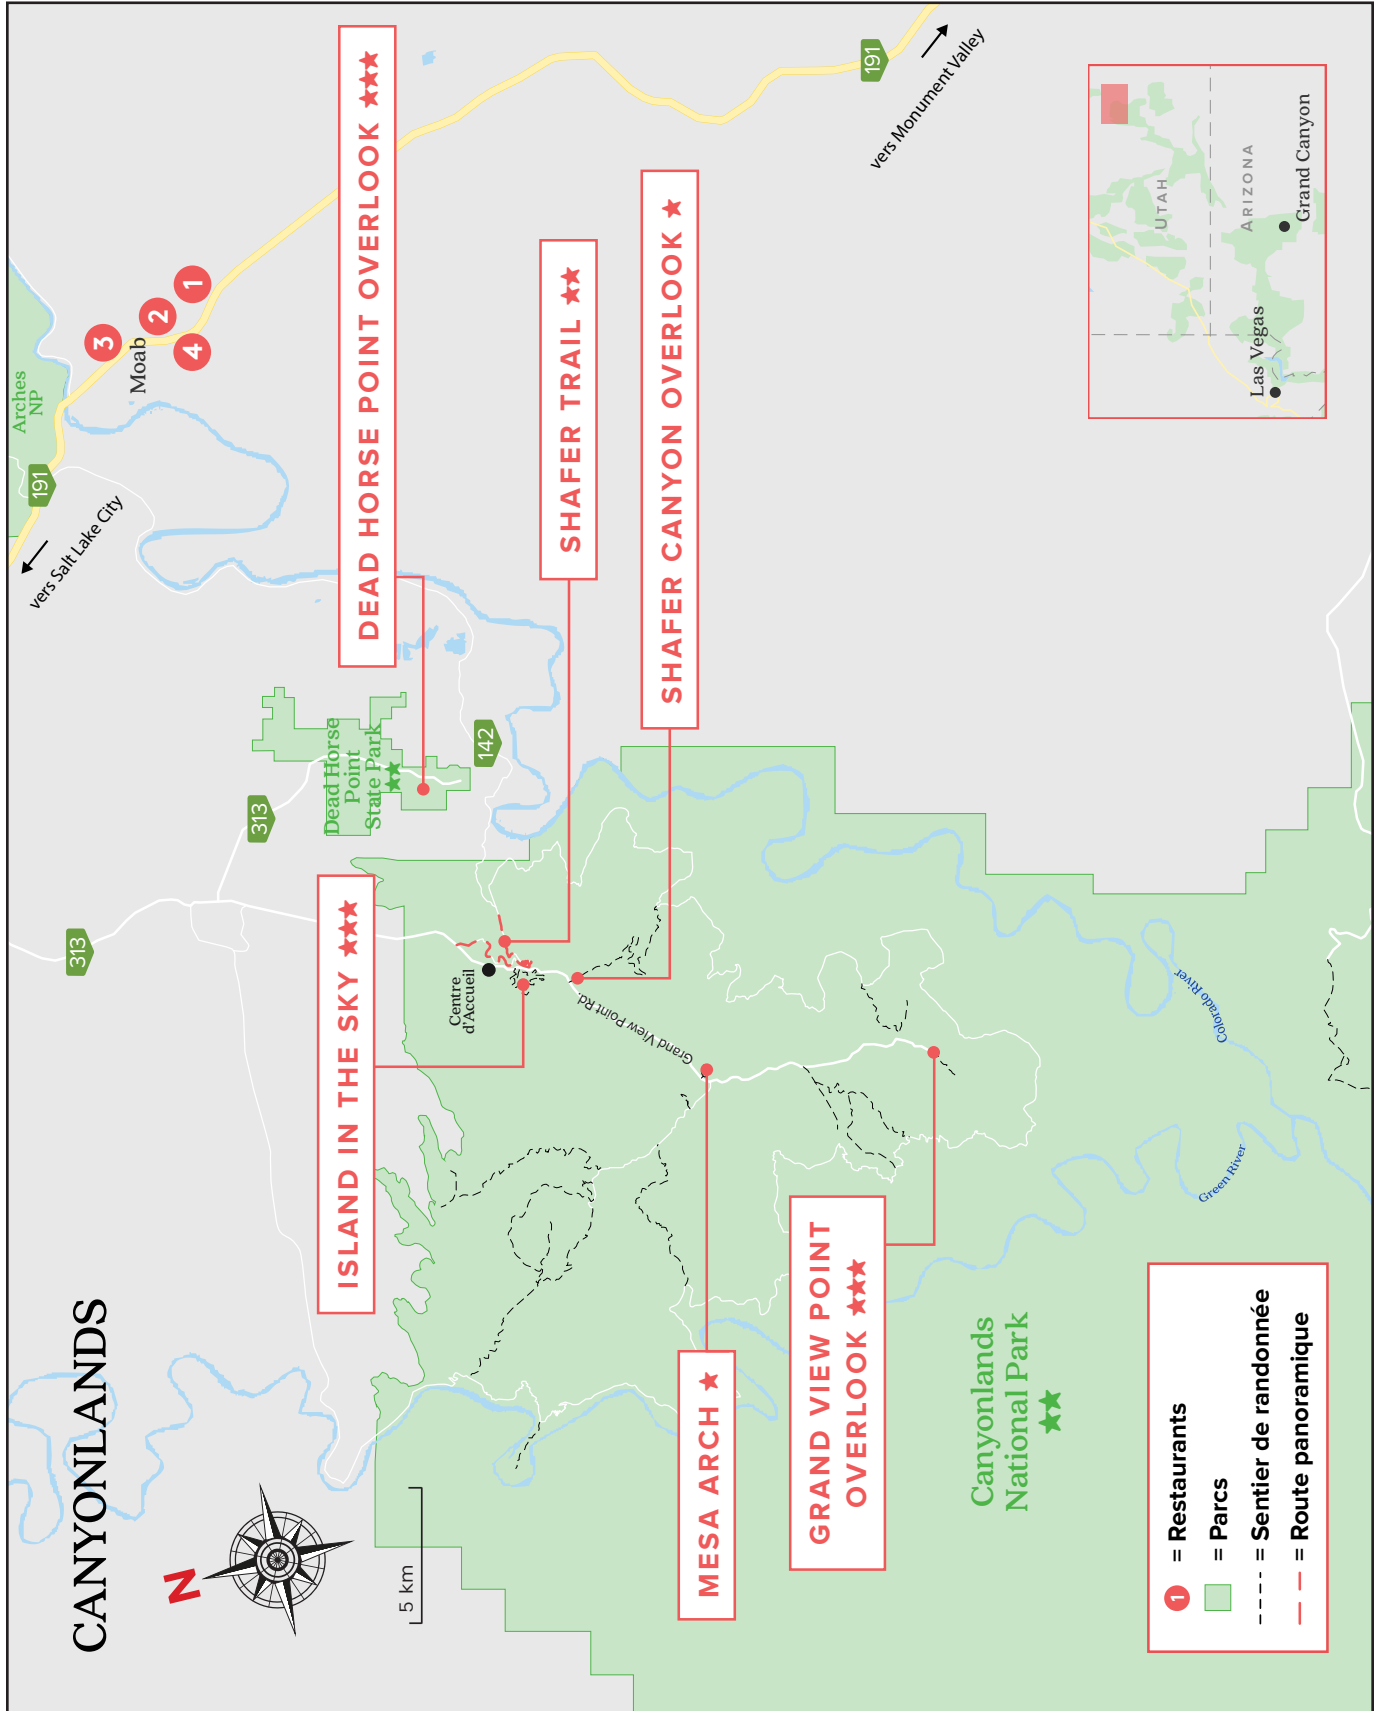 CANYONLANDS
N
5 km
313
313
142
191
191
vers Salt Lake City
vers Monument Valley
Arches
NP
Moab
1
2
3
4
Dead Horse
Point
State Park
★★
DEAD HORSE POINT OVERLOOK ★★★
SHAFER TRAIL ★★
SHAFER CANYON OVERLOOK ★
ISLAND IN THE SKY ★★★
Centre
d'Accueil
Grand View Point Rd.
MESA ARCH ★
GRAND VIEW POINT
OVERLOOK ★★★
Canyonlands
National Park
★★
Green River
Colorado River
1 = Restaurants
= Parcs
= Sentier de randonnée
= Route panoramique
UTAH
ARIZONA
Las Vegas
Grand Canyon